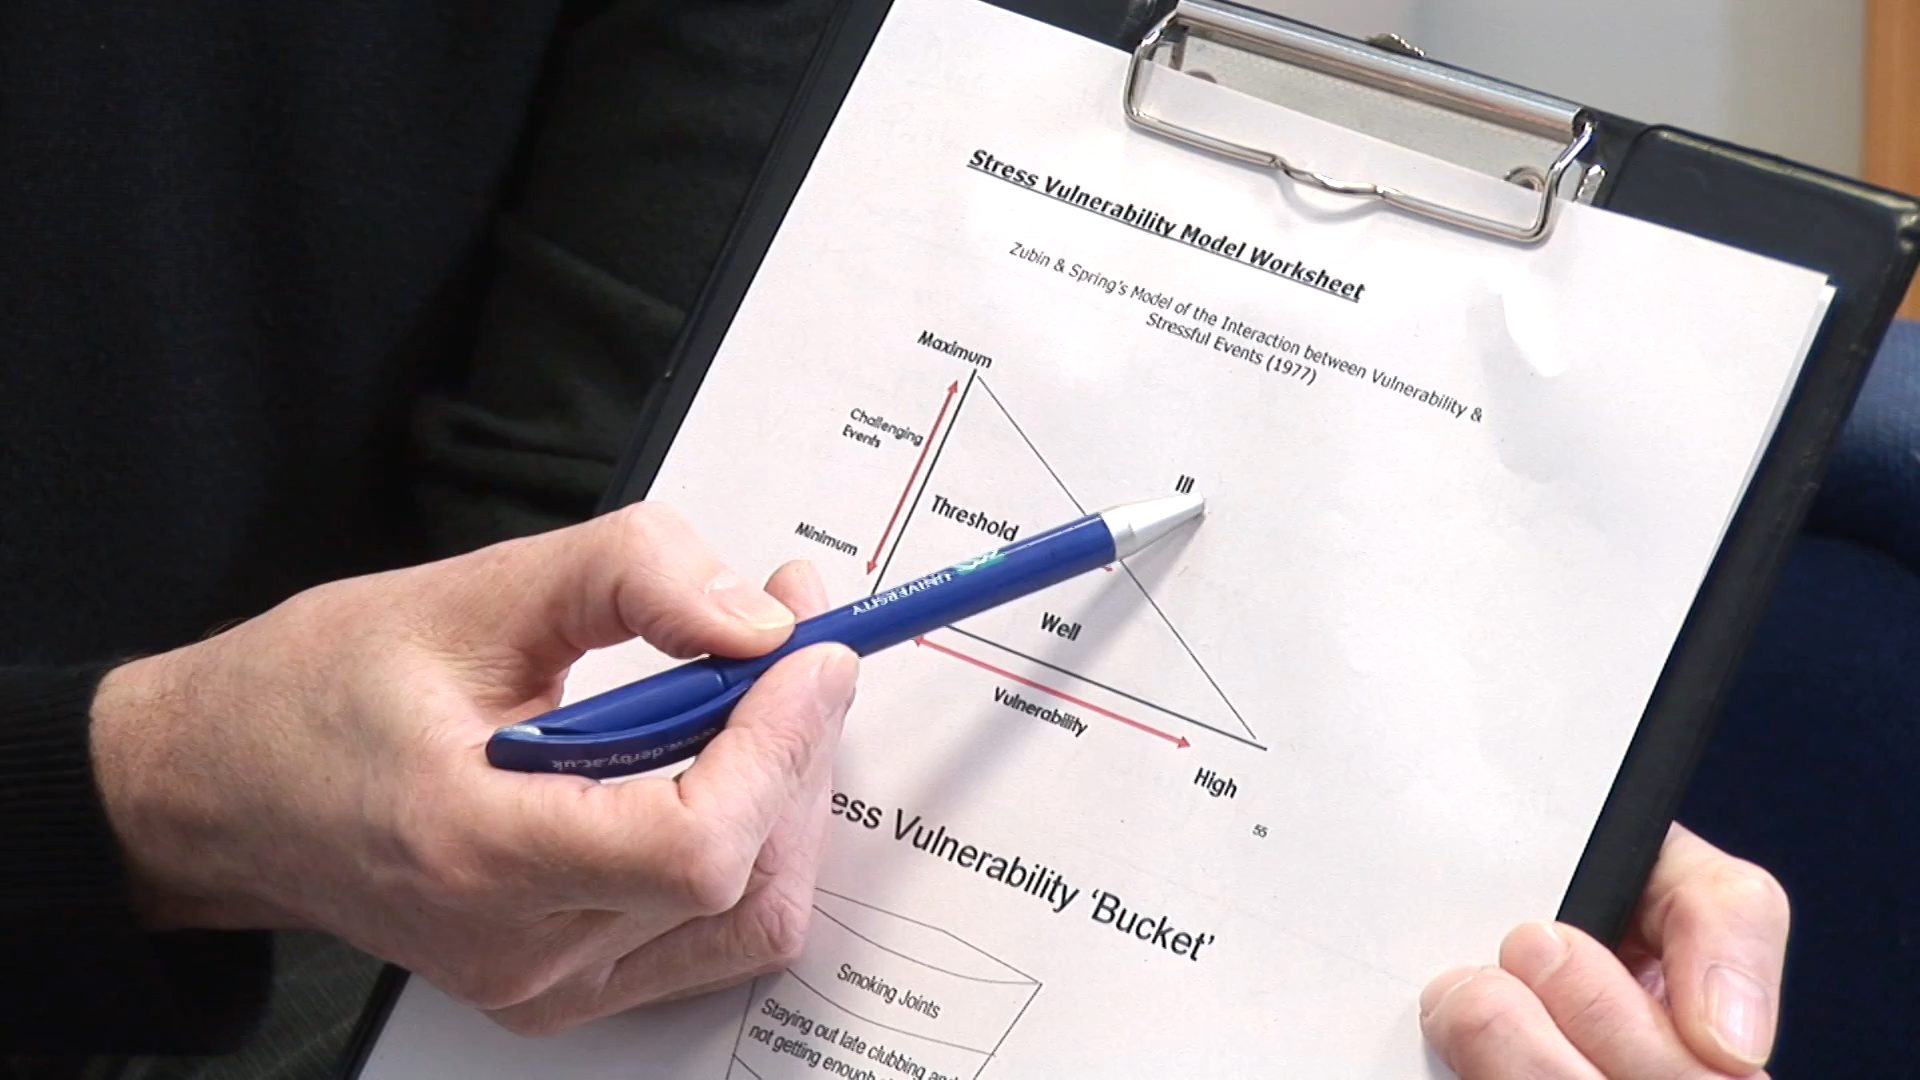 Stress Vulnerability Model Worksheet
Zubin & Spring's Model of the Interaction between Vulnerability &
Stressful Events (1977)
Maximum
Challenging
Events
Ill
Threshold
Minimum
UNIVERSITY
Well
Vulnerability
www.derby.ac.uk
High
55
Vulnerability ‘Bucket’
Smoking Joints
Staying out late clubbing
not getting enough